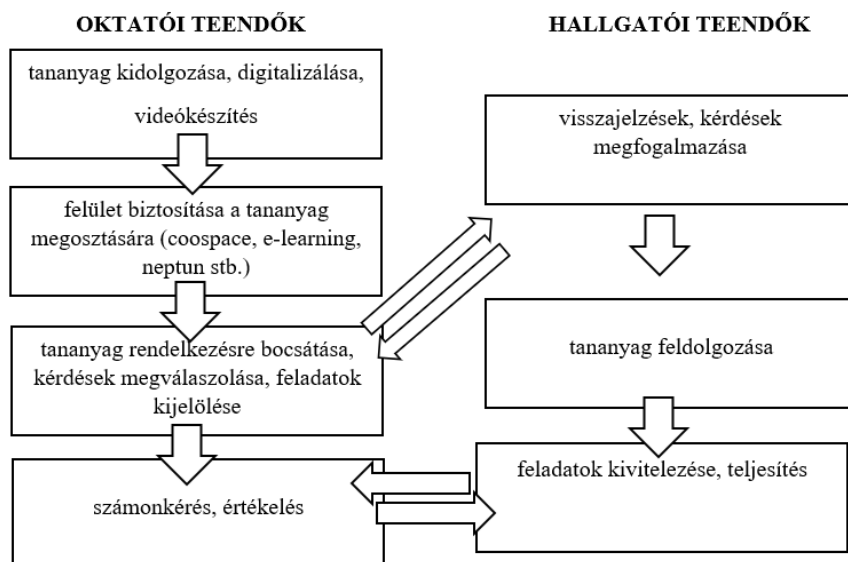 OKTATÓI TEENDŐK
tananyag kidolgozása, digitalizálása,
videókészítés
felület biztosítása a tananyag
megosztására (coospace, e-learning,
neptun stb.)
tananyag rendelkezésre bocsátása,
kérdések megválaszolása, feladatok
kijelölése
számonkérés, értékelés
HALLGATÓI TEENDŐK
visszajelzések, kérdések
megfogalmazása
tananyag feldolgozása
feladatok kivitelezése, teljesítés